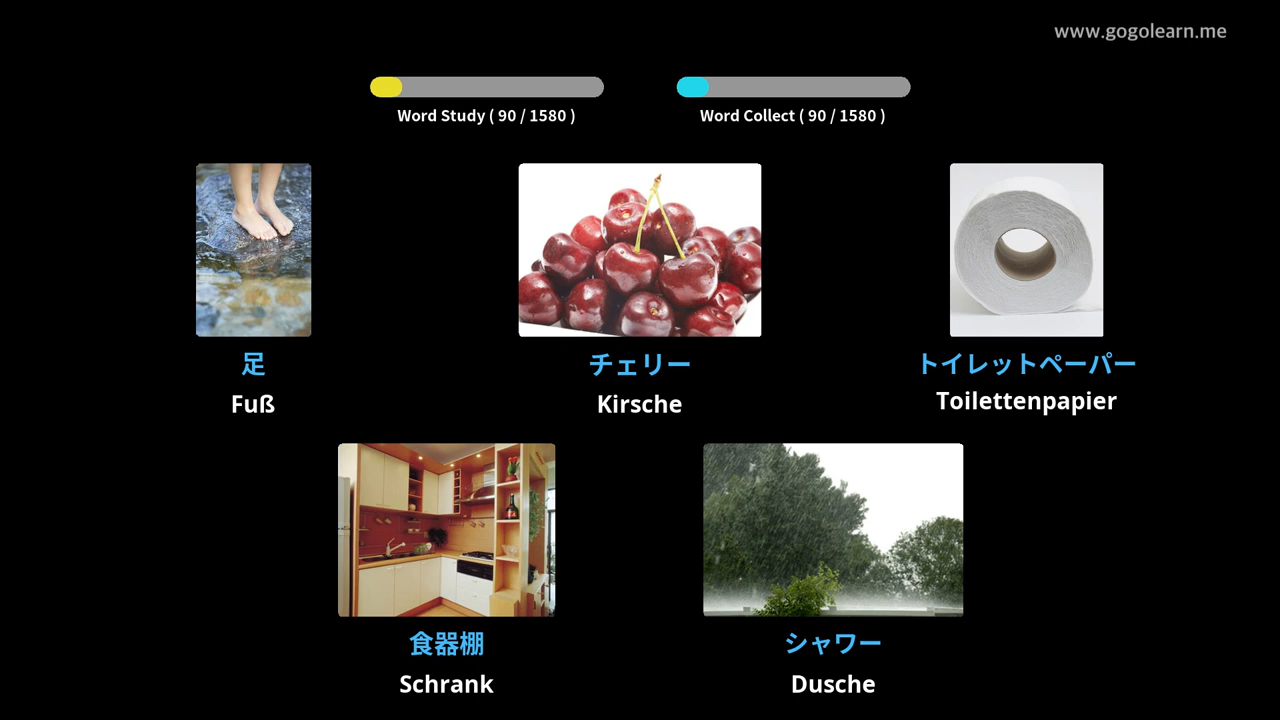 www.gogolearn.me
Word Study ( 90 / 1580 )
Word Collect ( 90 / 1580 )
足
Fuß
チェリー
Kirsche
トイレットペーパー
Toilettenpapier
食器棚
Schrank
シャワー
Dusche